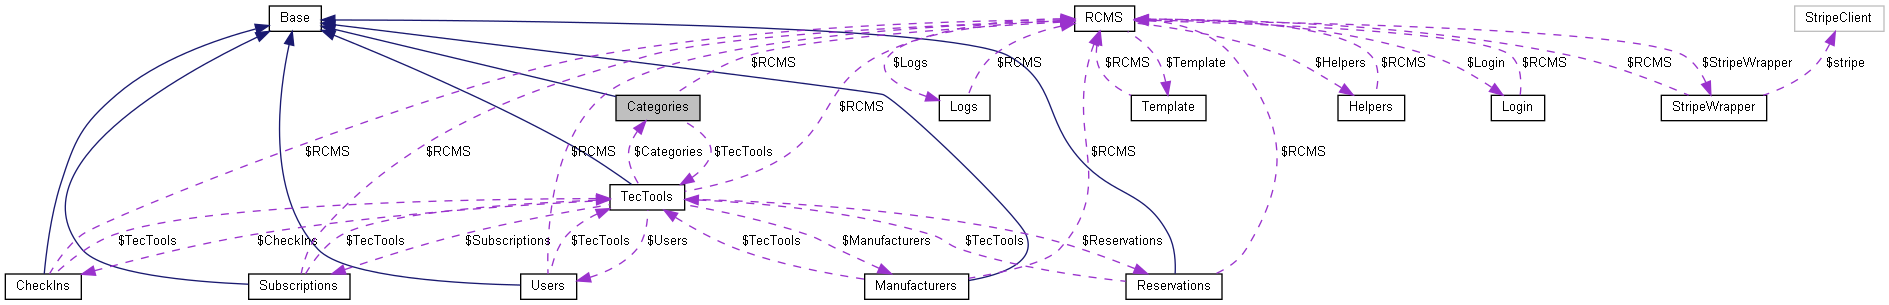 Base
RCMS
StripeClient
$Logs
$RCMS
$RCMS
$RCMS
$Template
$Helpers
$RCMS
$Login
$RCMS
$RCMS
$StripeWrapper
$stripe
Categories
Logs
Template
Helpers
Login
StripeWrapper
$RCMS
$RCMS
$RCMS
$RCMS
$Categories
$TecTools
$RCMS
$RCMS
TecTools
$TecTools
$CheckIns
$TecTools
$Subscriptions
$TecTools
$Users
$TecTools
$Manufacturers
$TecTools
$Reservations
CheckIns
Subscriptions
Users
Manufacturers
Reservations